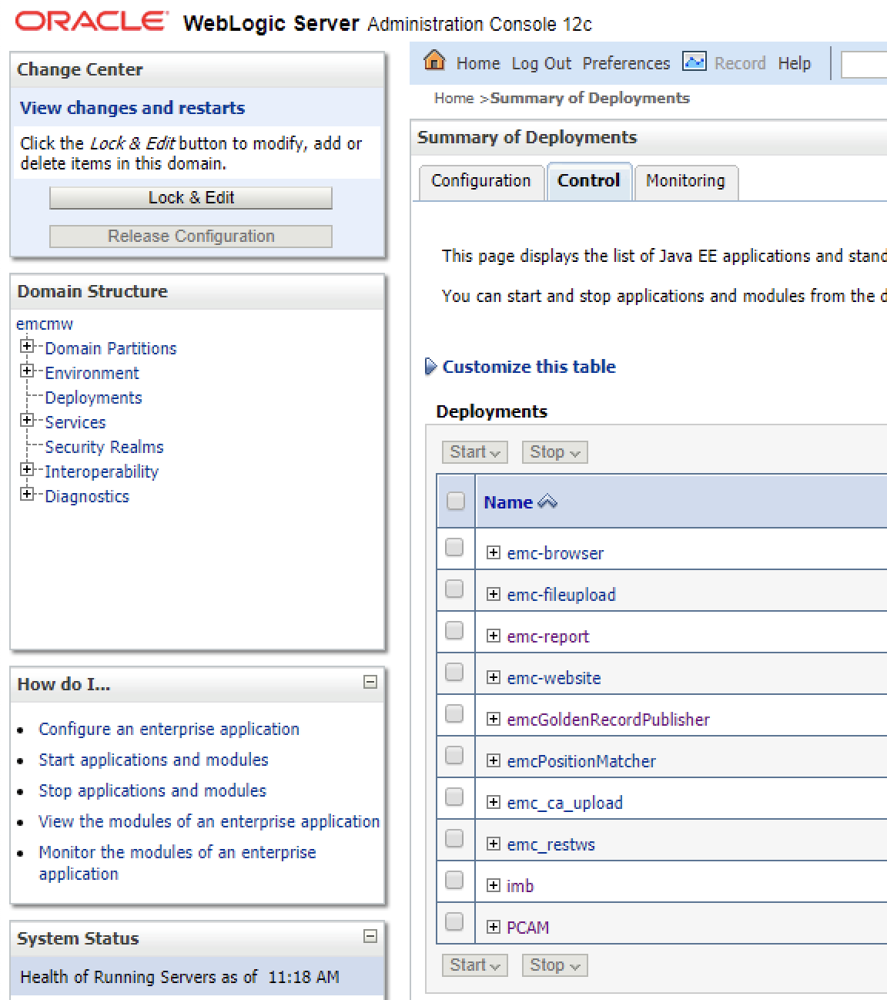 ORACLE WebLogic Server Administration Console 12c
Change Center
View changes and restarts
Click the Lock & Edit button to modify, add or
delete items in this domain.
Lock & Edit
Release Configuration
Domain Structure
emcmw
Domain Partitions
Environment
Deployments
Services
Security Realms
Interoperability
Diagnostics
How do I...
Configure an enterprise application
Start applications and modules
Stop applications and modules
View the modules of an enterprise application
Monitor the modules of an enterprise
application
System Status
Health of Running Servers as of 11:18 AM
Home Log Out Preferences Record Help
Home >Summary of Deployments
Summary of Deployments
Configuration Control Monitoring
This page displays the list of Java EE applications and stand
You can start and stop applications and modules from the d
Customize this table
Deployments
Start Stop
Name
emc-browser
emc-fileupload
emc-report
emc-website
emcGoldenRecordPublisher
emcPositionMatcher
emc_ca_upload
emc_restws
imb
PCAM
Start Stop